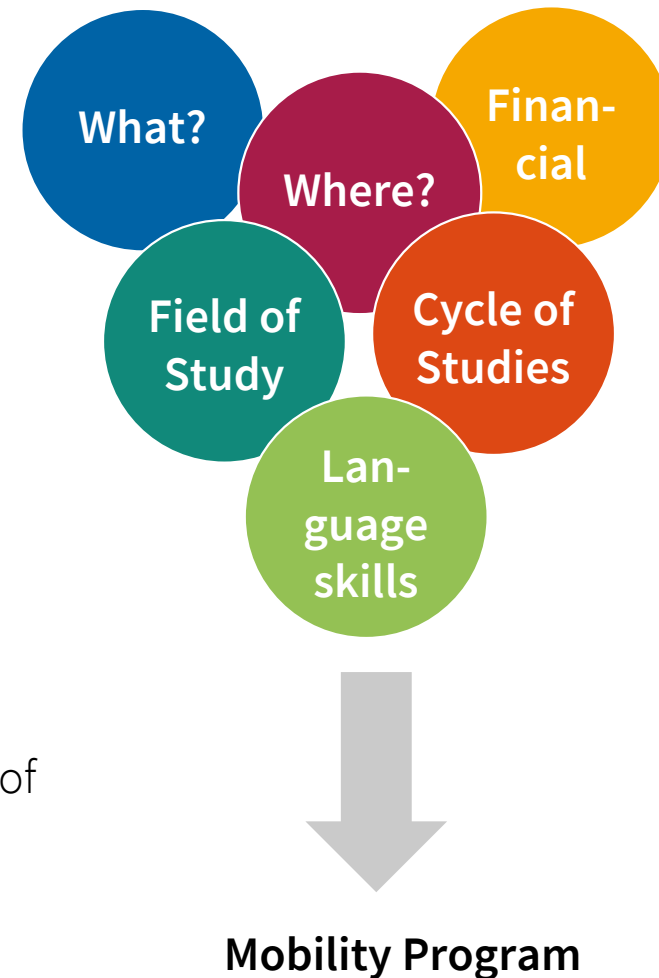 What?
Where?
Finan-
cial
Field of
Study
Cycle of
Studies
Lan-
guage
skills
of
Mobility Program